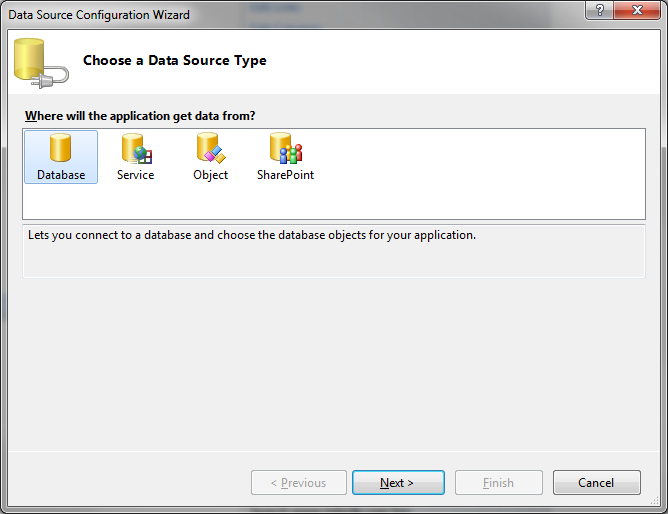 Data Source Configuration Wizard
Choose a Data Source Type
Where will the application get data from?
Database Service Object SharePoint
Lets you connect to a database and choose the database objects for your application.
< Previous Next > Finish Cancel